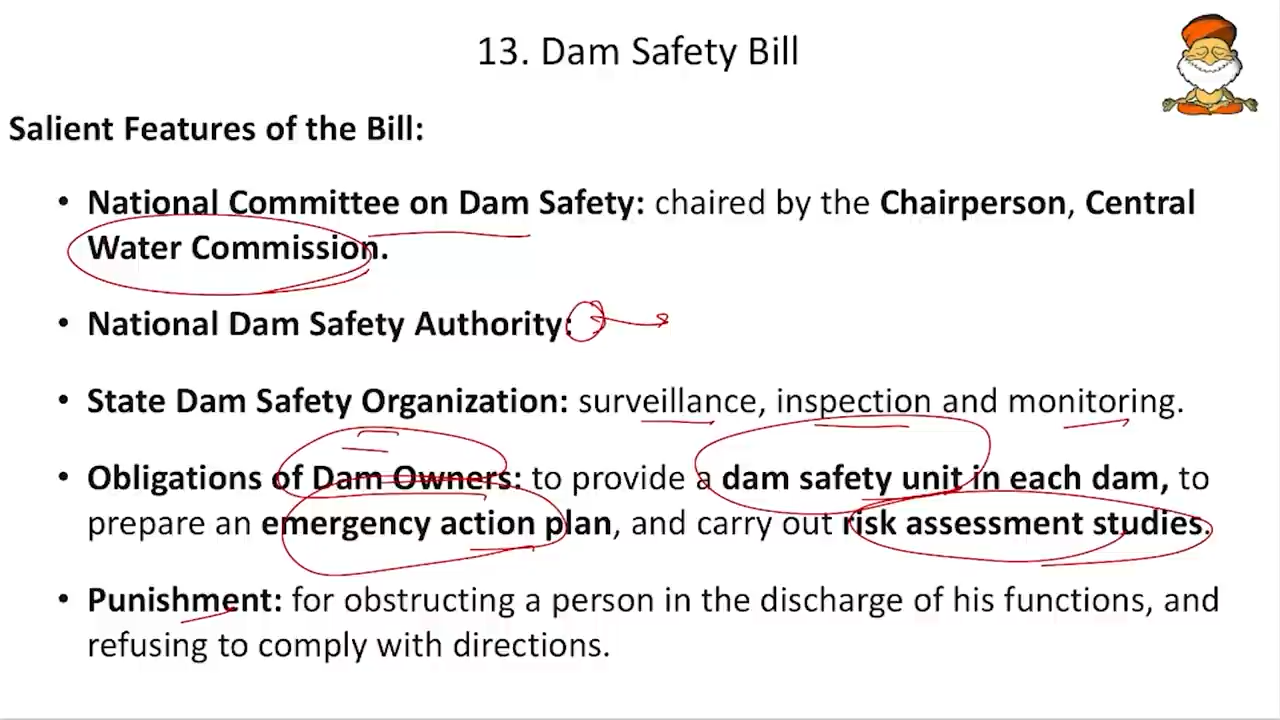 13. Dam Safety Bill
Salient Features of the Bill:
• National Committee on Dam Safety: chaired by the Chairperson, Central
Water Commission.
• National Dam Safety Authority:
• State Dam Safety Organization: surveillance, inspection and monitoring.
• Obligations of Dam Owners: to provide a dam safety unit in each dam, to
prepare an emergency action plan, and carry out risk assessment studies.
• Punishment: for obstructing a person in the discharge of his functions, and
refusing to comply with directions.